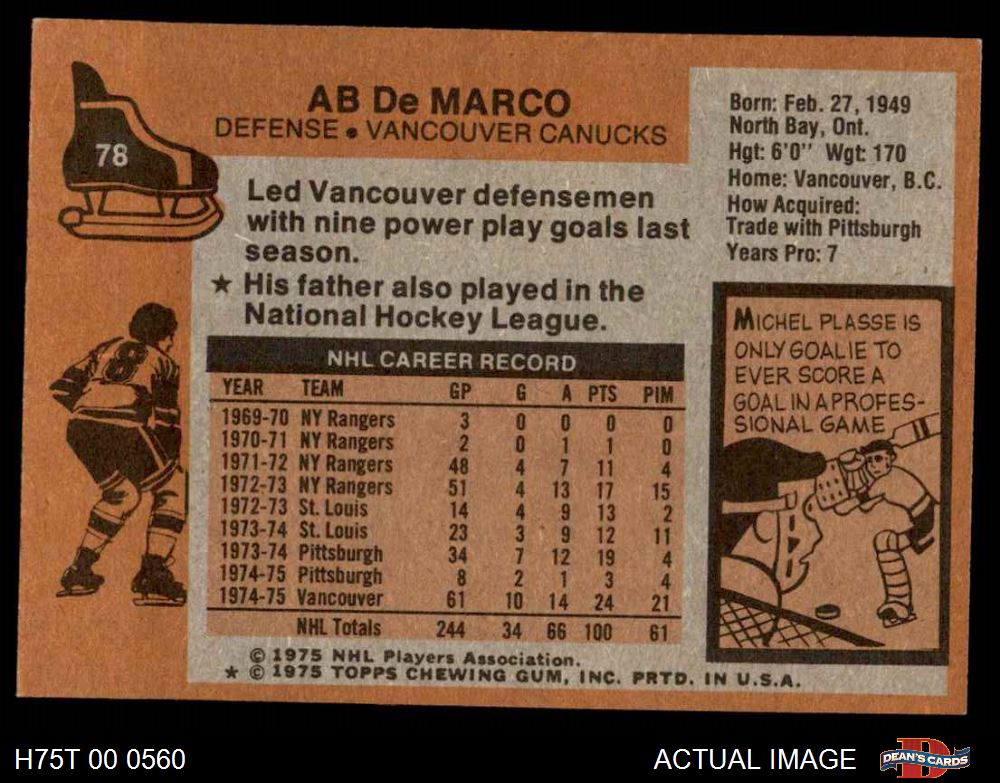 78
AB De MARCO
DEFENSE • VANCOUVER CANUCKS
Born: Feb. 27, 1949
North Bay, Ont.
Hgt: 6'0" Wgt: 170
Home: Vancouver, B.C.
How Acquired:
Trade with Pittsburgh
Years Pro: 7
Led Vancouver defensemen
with nine power play goals last
season.
★ His father also played in the
National Hockey League.
8
NHL CAREER RECORD
YEAR TEAM GP G A PTS PIM
1969-70 NY Rangers 3 0 0 0 0
1970-71 NY Rangers 2 0 1 1 0
1971-72 NY Rangers 48 4 7 11 4
1972-73 NY Rangers 51 4 13 17 15
1972-73 St. Louis 14 4 9 13 2
1973-74 St. Louis 23 3 9 12 11
1973-74 Pittsburgh 34 7 12 19 4
1974-75 Pittsburgh 8 2 1 3 4
1974-75 Vancouver 61 10 14 24 21
NHL Totals 244 34 66 100 61
MICHEL PLASSE IS
ONLY GOALIE TO
EVER SCORE A
GOAL IN A PROFES-
SIONAL GAME
© 1975 NHL Players Association.
★ © 1975 TOPPS CHEWING GUM, INC. PRTD. IN U.S.A.
H75T 00 0560
ACTUAL IMAGE
D
DEAN'S CARDS